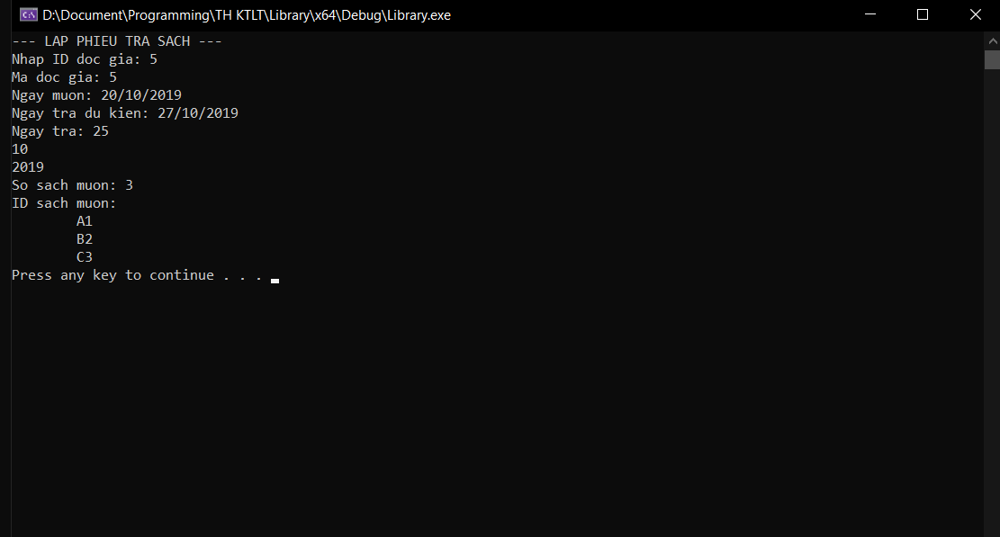 D:\Document\Programming\TH KTLT\Library\x64\Debug\Library.exe
--- LAP PHIEU TRA SACH ---
Nhap ID doc gia: 5
Ma doc gia: 5
Ngay muon: 20/10/2019
Ngay tra du kien: 27/10/2019
Ngay tra: 25
10
2019
So sach muon: 3
ID sach muon:
A1
B2
C3
Press any key to continue . . .